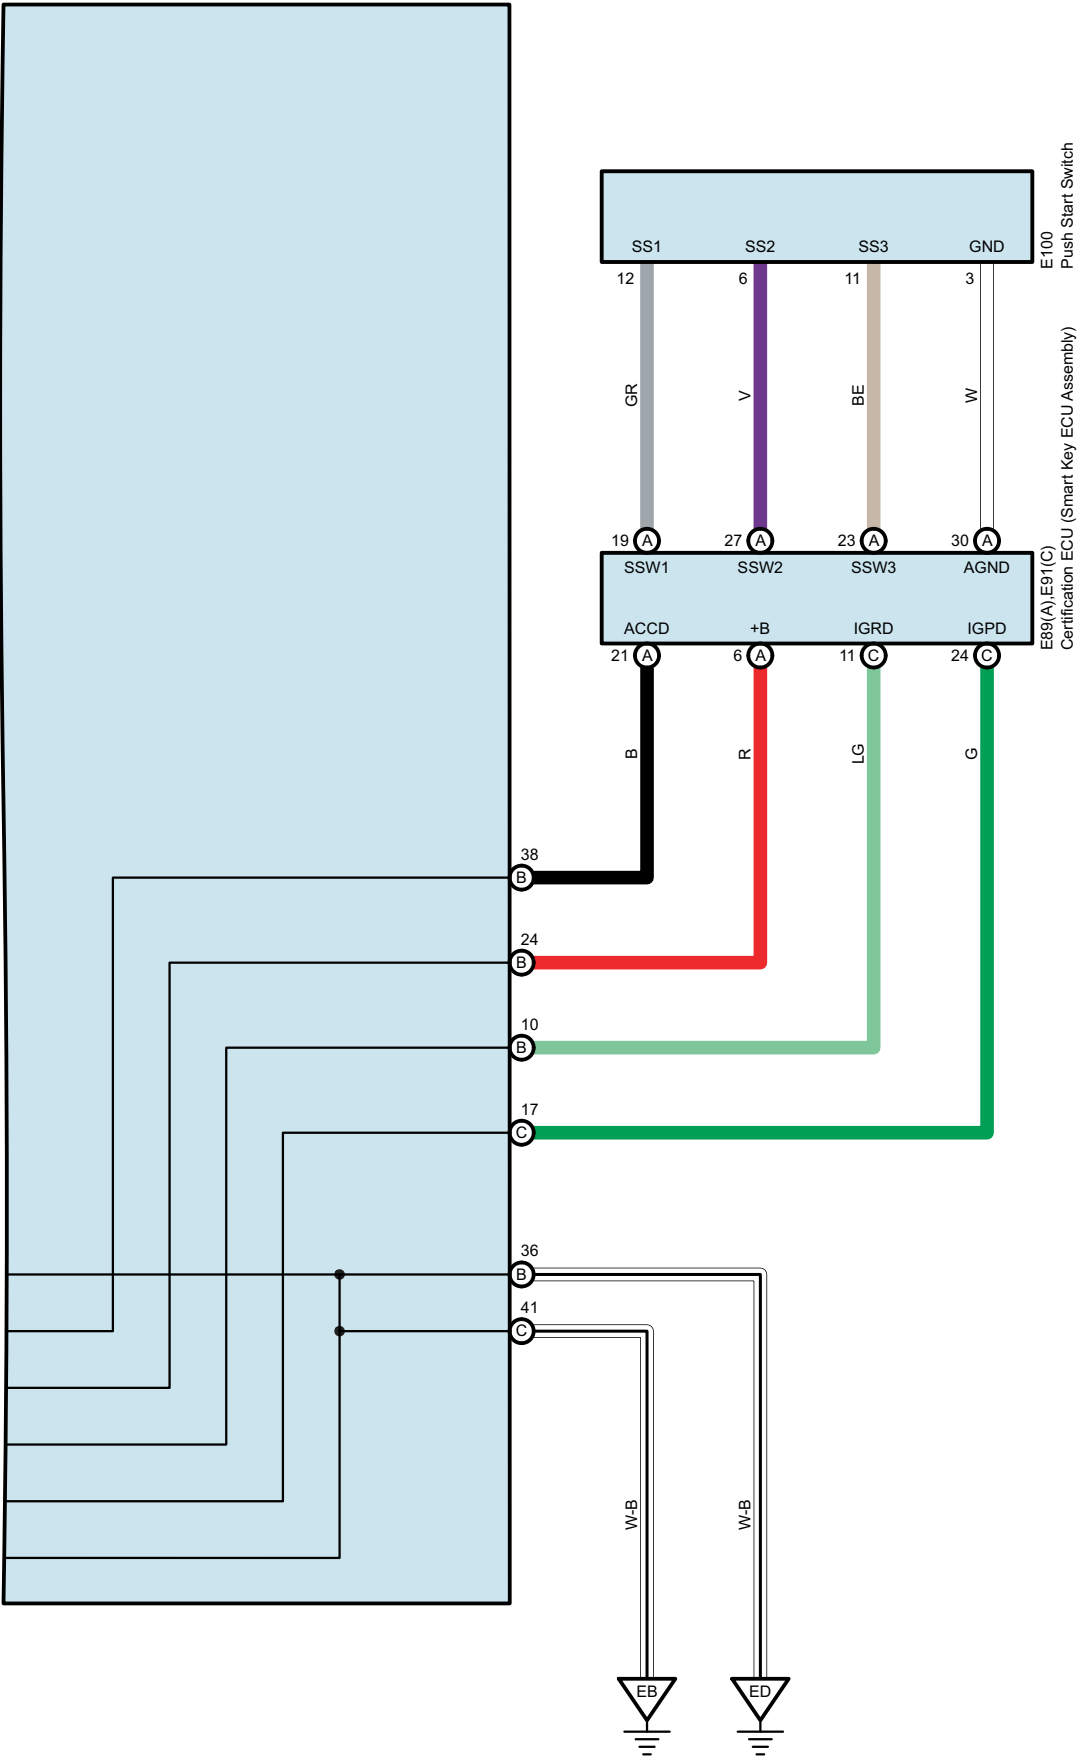 SS1 SS2 SS3 GND
12 6 11 3
E100
Push Start Switch
GR V BE W
19 A 27 A 23 A 30 A
SSW1 SSW2 SSW3 AGND
ACCD +B IGRD IGPD
21 A 6 A 11 C 24 C
E89(A),E91(C)
Certification ECU (Smart Key ECU Assembly)
B R LG G
38
B
24
B
10
B
17
C
36
B
41
C
W-B W-B
EB ED